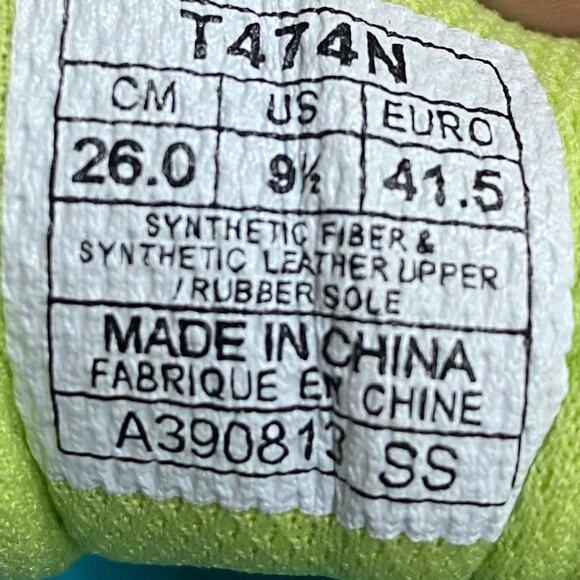 T474N
CM US EURO
26.0 9½ 41.5
SYNTHETIC FIBER &
SYNTHETIC LEATHER UPPER
/RUBBER SOLE
MADE IN CHINA
FABRIQUE EN CHINE
A390813 SS